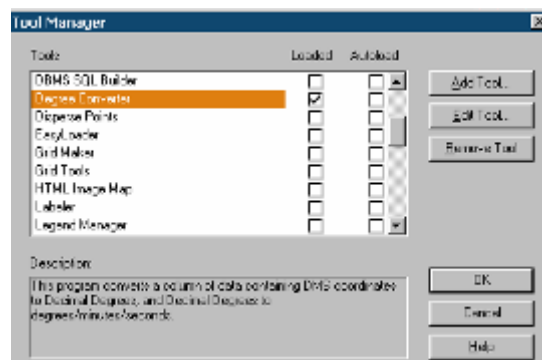 Tool Manager
Tools Loaded Autoload
DBMS SQL Builder
Degree Converter
Disperse Points
EasyLoader
Grid Maker
Grid Tools
HTML Image Map
Labeler
Legend Manager
Add Tool...
Edit Tool...
Remove Tool
Description:
This program converts a column of data containing DMS coordinates
to Decimal Degrees, and Decimal Degrees to
degrees/minutes/seconds.
OK
Cancel
Help